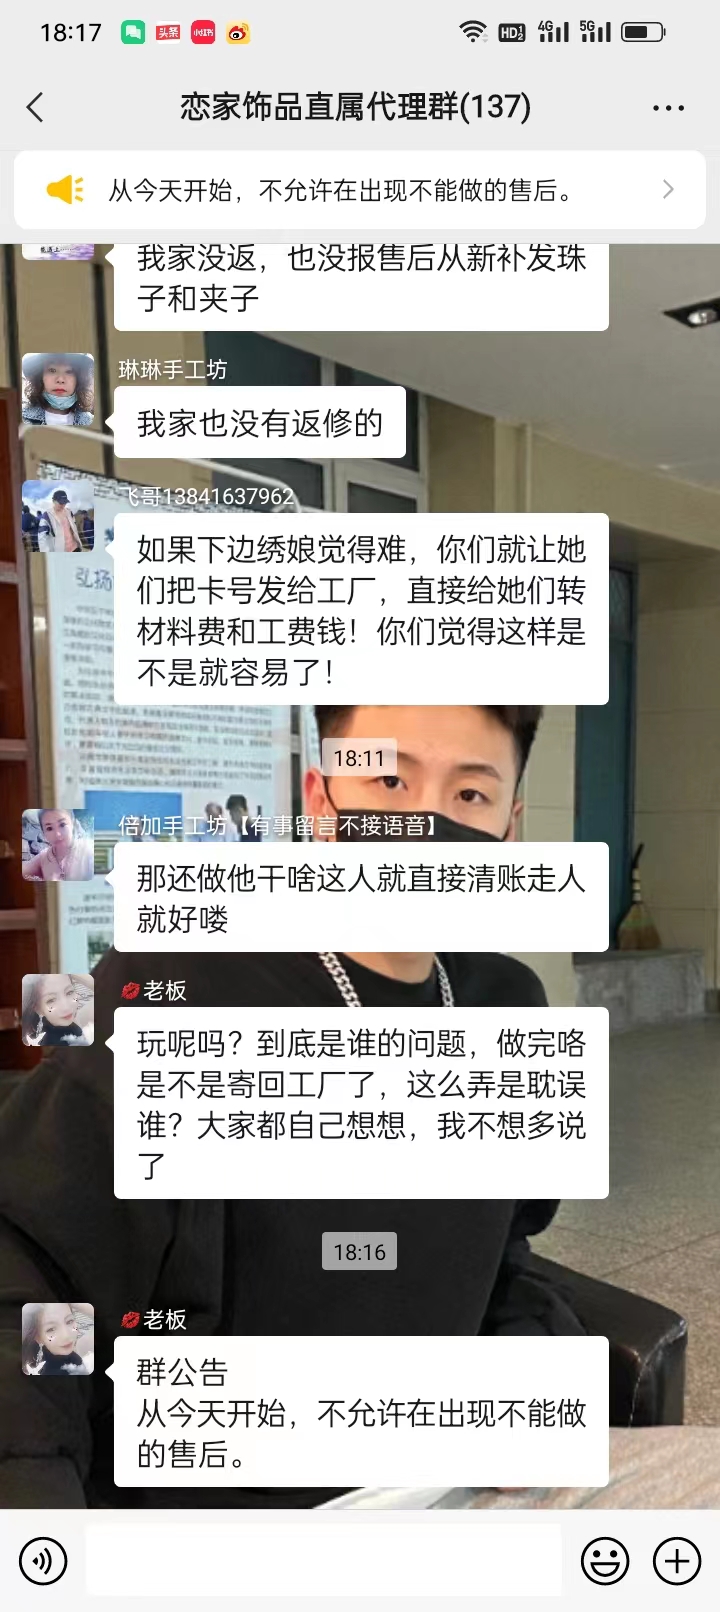 18:17
头条
小红书
HD
4G
5G
恋家饰品直属代理群(137)
从今天开始，不允许在出现不能做的售后。
我家没返，也没报售后从新补发珠
子和夹子
琳琳手工坊
我家也没有返修的
飞哥13841637962
如果下边绣娘觉得难，你们就让她
们把卡号发给工厂，直接给她们转
材料费和工费钱！你们觉得这样是
不是就容易了！
弘扬
18:11
倍加手工坊【有事留言不接语音】
那还做他干啥这人就直接清账走人
就好喽
💋老板
玩呢吗？到底是谁的问题，做完咯
是不是寄回工厂了，这么弄是耽误
谁？大家都自己想想，我不想多说
了
18:16
💋老板
群公告
从今天开始，不允许在出现不能做
的售后。